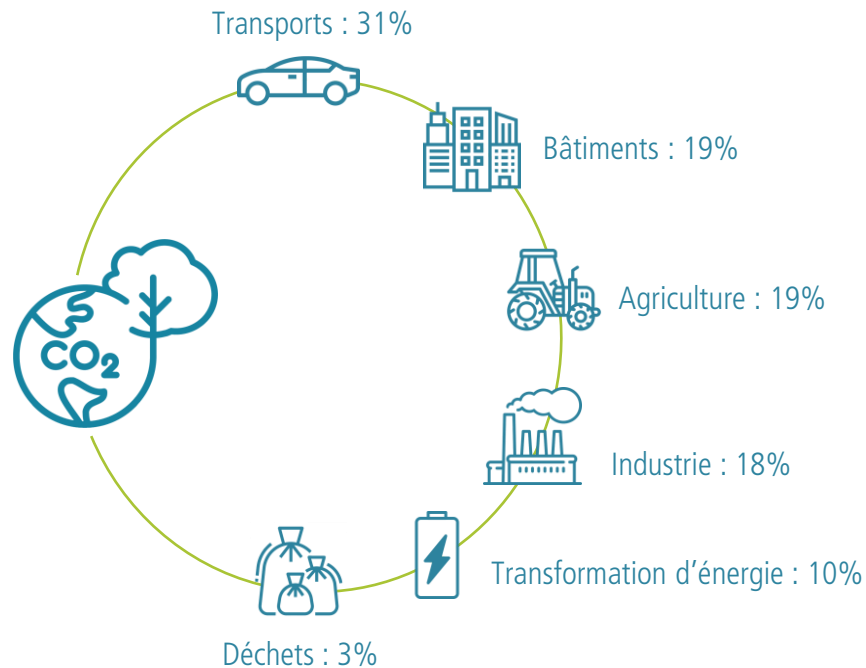 Transports : 31%
Bâtiments : 19%
Agriculture : 19%
CO₂
Industrie : 18%
Transformation d’énergie : 10%
Déchets : 3%